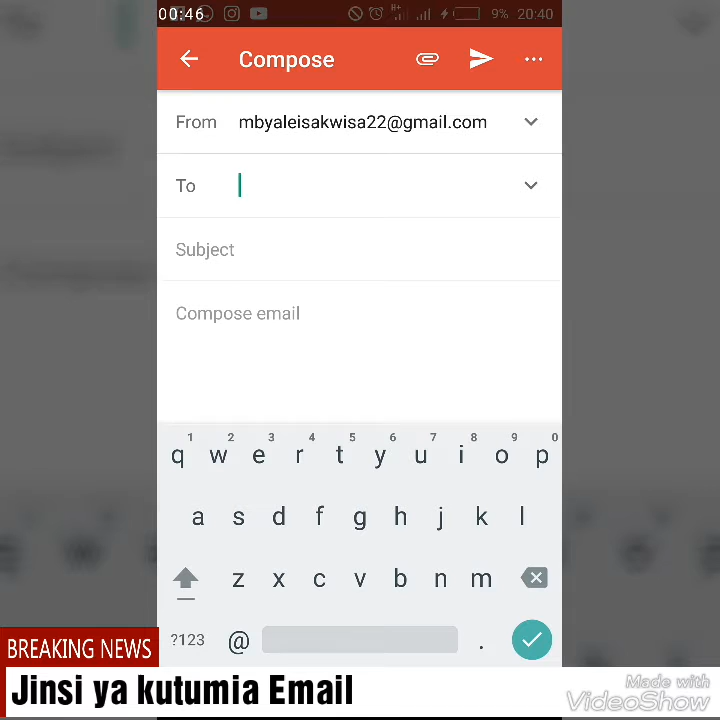 00:46
9% 20:40
Compose
From mbyaleisakwisa22@gmail.com
To
Subject
Compose email
1 2 3 4 5 6 7 8 9 0
q w e r t y u i o p
a s d f g h j k l
z x c v b n m
?123 @ .
BREAKING NEWS
Jinsi ya kutumia Email
Made with
VideoShow